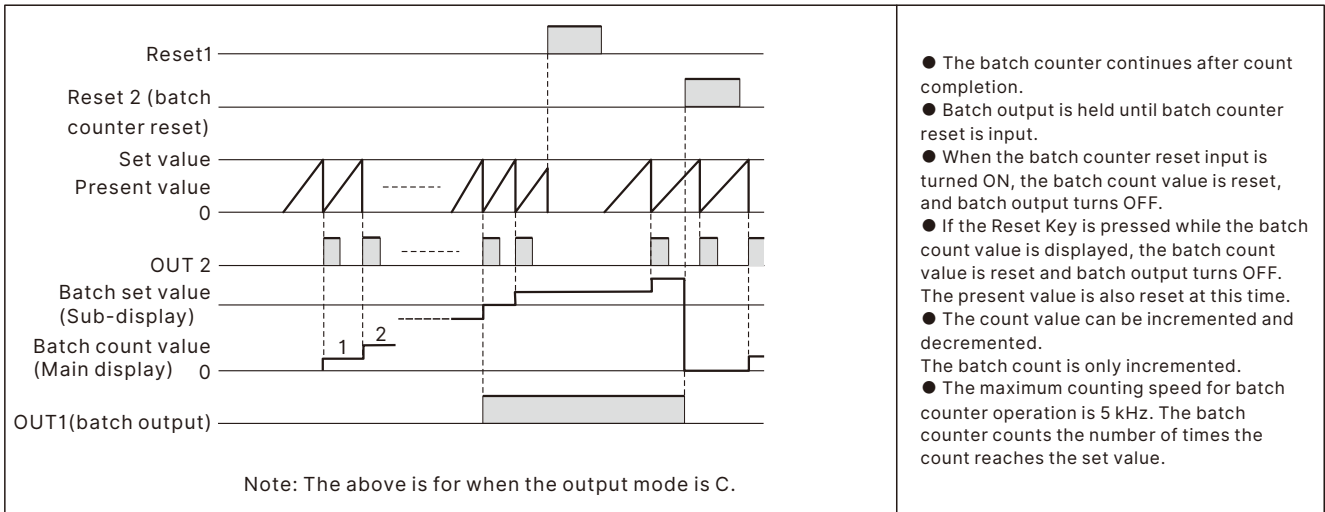 Reset1
Reset 2 (batch
counter reset)
Set value
Present value
0
OUT 2
Batch set value
(Sub-display)
1
2
Batch count value
(Main display) 0
OUT1(batch output)
Note: The above is for when the output mode is C.
● The batch counter continues after count
completion.
● Batch output is held until batch counter
reset is input.
● When the batch counter reset input is
turned ON, the batch count value is reset,
and batch output turns OFF.
● If the Reset Key is pressed while the batch
count value is displayed, the batch count
value is reset and batch output turns OFF.
The present value is also reset at this time.
● The count value can be incremented and
decremented.
The batch count is only incremented.
● The maximum counting speed for batch
counter operation is 5 kHz. The batch
counter counts the number of times the
count reaches the set value.